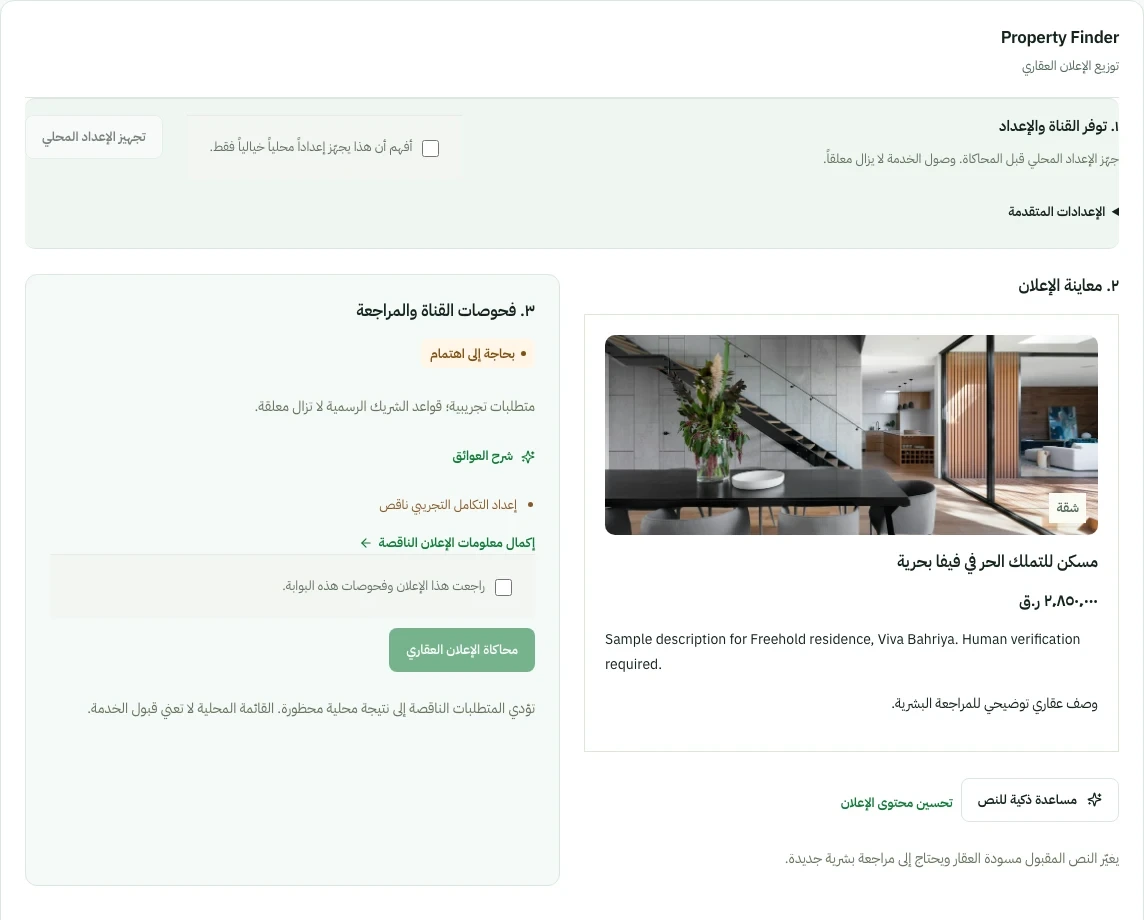 Property Finder
توزيع الإعلان العقاري
١. توفر القناة والإعداد
جهّز الإعداد المحلي قبل المحاكاة. وصول الخدمة لا يزال معلقاً.
أفهم أن هذا يجهّز إعداداً محلياً خيالياً فقط.
تجهيز الإعداد المحلي
الإعدادات المتقدمة
٢. معاينة الإعلان
شقة
مسكن للتملك الحر في فيفا بحرية
٢٬٨٥٠٬٠٠٠ ر.ق
Sample description for Freehold residence, Viva Bahriya. Human verification
required.
وصف عقاري توضيحي للمراجعة البشرية.
مساعدة ذكية للنص
تحسين محتوى الإعلان
يغيّر النص المقبول مسودة العقار ويحتاج إلى مراجعة بشرية جديدة.
٣. فحوصات القناة والمراجعة
• بحاجة إلى اهتمام
متطلبات تجريبية؛ قواعد الشريك الرسمية لا تزال معلقة.
شرح العوائق
• إعداد التكامل التجريبي ناقص
إكمال معلومات الإعلان الناقصة ←
راجعت هذا الإعلان وفحوصات هذه البوابة.
محاكاة الإعلان العقاري
تؤدي المتطلبات الناقصة إلى نتيجة محلية محظورة. القائمة المحلية لا تعني قبول الخدمة.